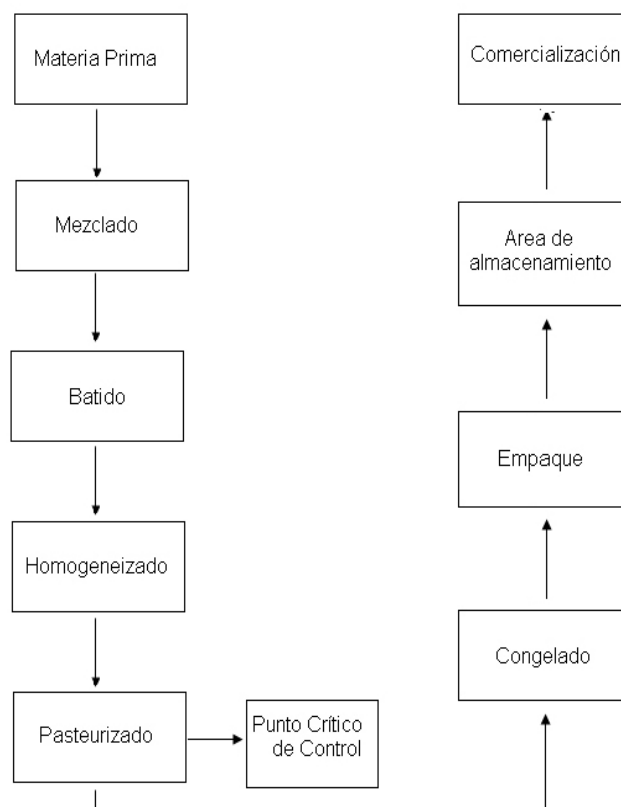 Materia Prima
Mezclado
Batido
Homogeneizado
Pasteurizado
Punto Crítico
de Control
Congelado
Empaque
Area de
almacenamiento
Comercialización